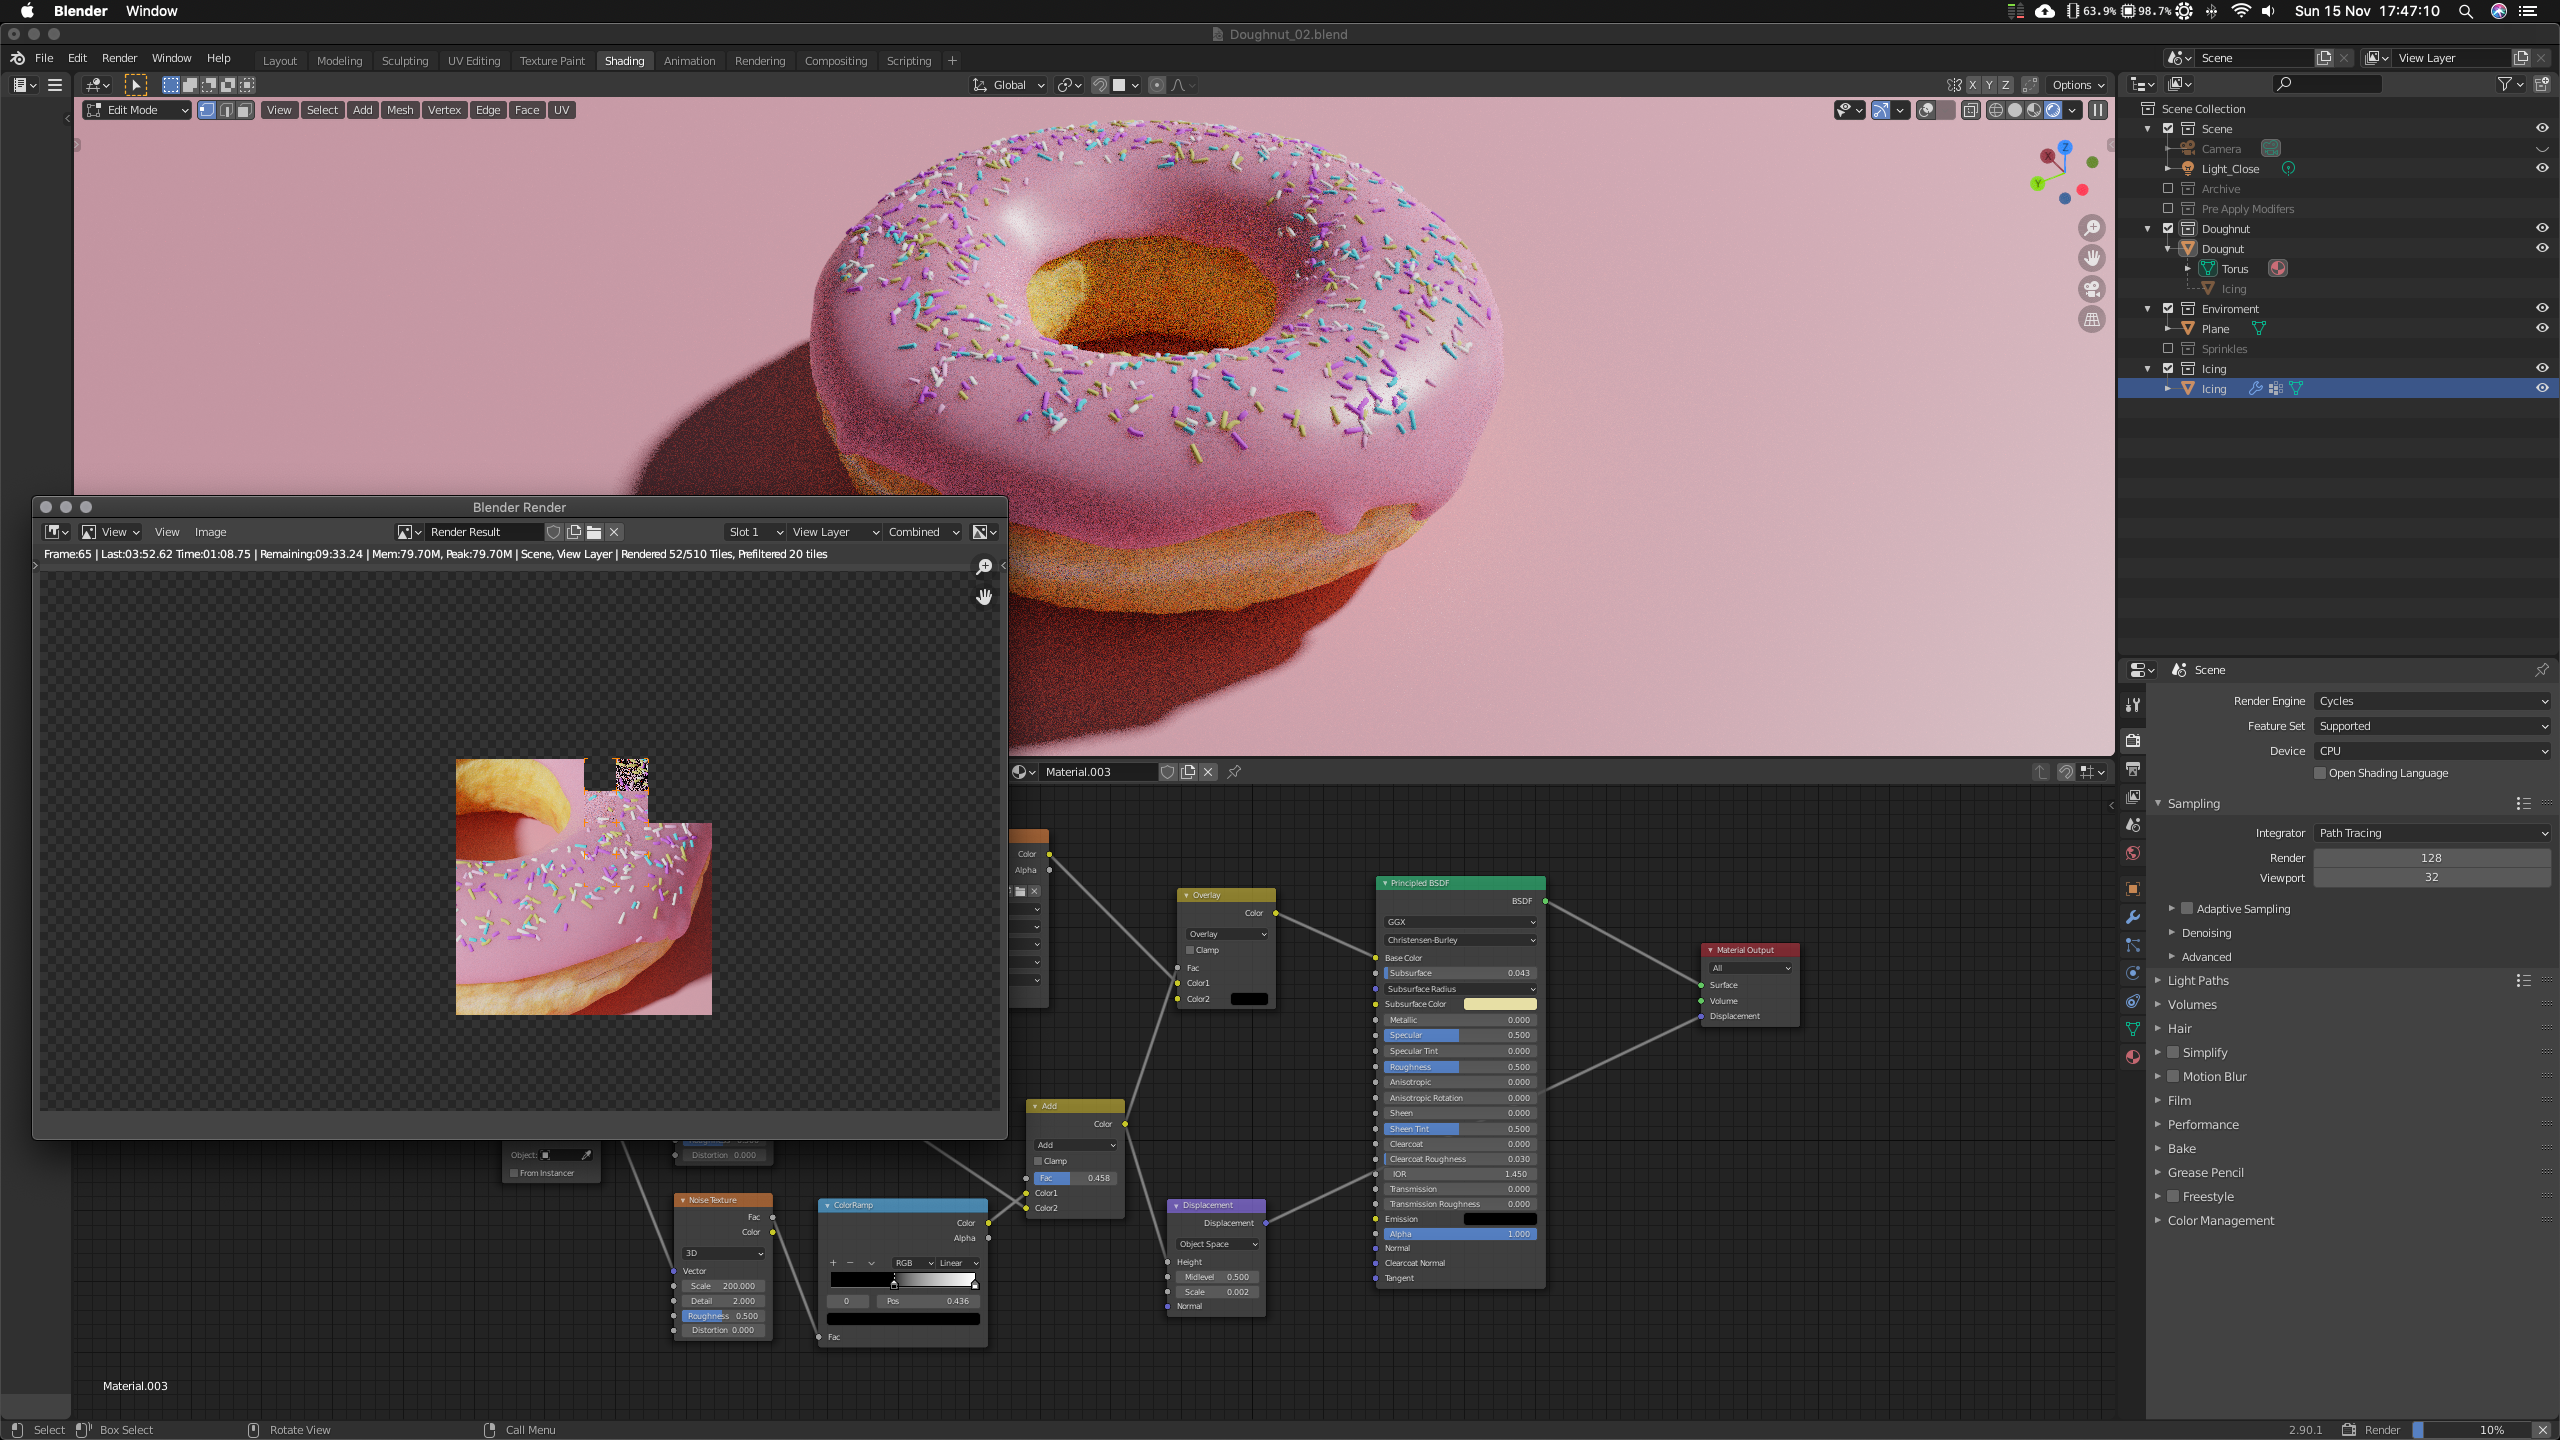 Blender Window
63.9% 98.7% Sun 15 Nov 17:47:10
Doughnut_02.blend
File Edit Render Window Help
Layout Modeling Sculpting UV Editing Texture Paint Shading Animation Rendering Compositing Scripting +
Scene View Layer
Global X Y Z Options
Edit Mode View Select Add Mesh Vertex Edge Face UV
Z
X
Y
Scene Collection
Scene
Camera
Light_Close
Archive
Pre Apply Modifers
Doughnut
Dougnut
Torus
Icing
Enviroment
Plane
Sprinkles
Icing
Icing
Blender Render
View View Image Render Result Slot 1 View Layer Combined
Frame:65 | Last:03:52.62 Time:01:08.75 | Remaining:09:33.24 | Mem:79.70M, Peak:79.70M | Scene, View Layer | Rendered 52/510 Tiles, Prefiltered 20 tiles
Scene
Render Engine Cycles
Feature Set Supported
Device CPU
Open Shading Language
Sampling
Integrator Path Tracing
Render 128
Viewport 32
Adaptive Sampling
Denoising
Advanced
Light Paths
Volumes
Hair
Simplify
Motion Blur
Film
Performance
Bake
Grease Pencil
Freestyle
Color Management
Material.003
Color
Alpha
Overlay
Color
Overlay
Clamp
Fac
Color1
Color2
Principled BSDF
BSDF
GGX
Christensen-Burley
Base Color
Subsurface 0.043
Subsurface Radius
Subsurface Color
Metallic 0.000
Specular 0.500
Specular Tint 0.000
Roughness 0.500
Anisotropic 0.000
Anisotropic Rotation 0.000
Sheen 0.000
Sheen Tint 0.500
Clearcoat 0.000
Clearcoat Roughness 0.030
IOR 1.450
Transmission 0.000
Transmission Roughness 0.000
Emission
Alpha 1.000
Normal
Clearcoat Normal
Tangent
Material Output
All
Surface
Volume
Displacement
Add
Color
Add
Clamp
Fac 0.458
Color1
Color2
Object:
From Instancer
Distortion 0.000
Noise Texture
Fac
Color
3D
Vector
Scale 200.000
Detail 2.000
Roughness 0.500
Distortion 0.000
ColorRamp
Color
Alpha
+ − RGB Linear
0 Pos 0.436
Fac
Displacement
Displacement
Object Space
Height
Midlevel 0.500
Scale 0.002
Normal
Material.003
Select Box Select Rotate View Call Menu 2.90.1 Render 10%